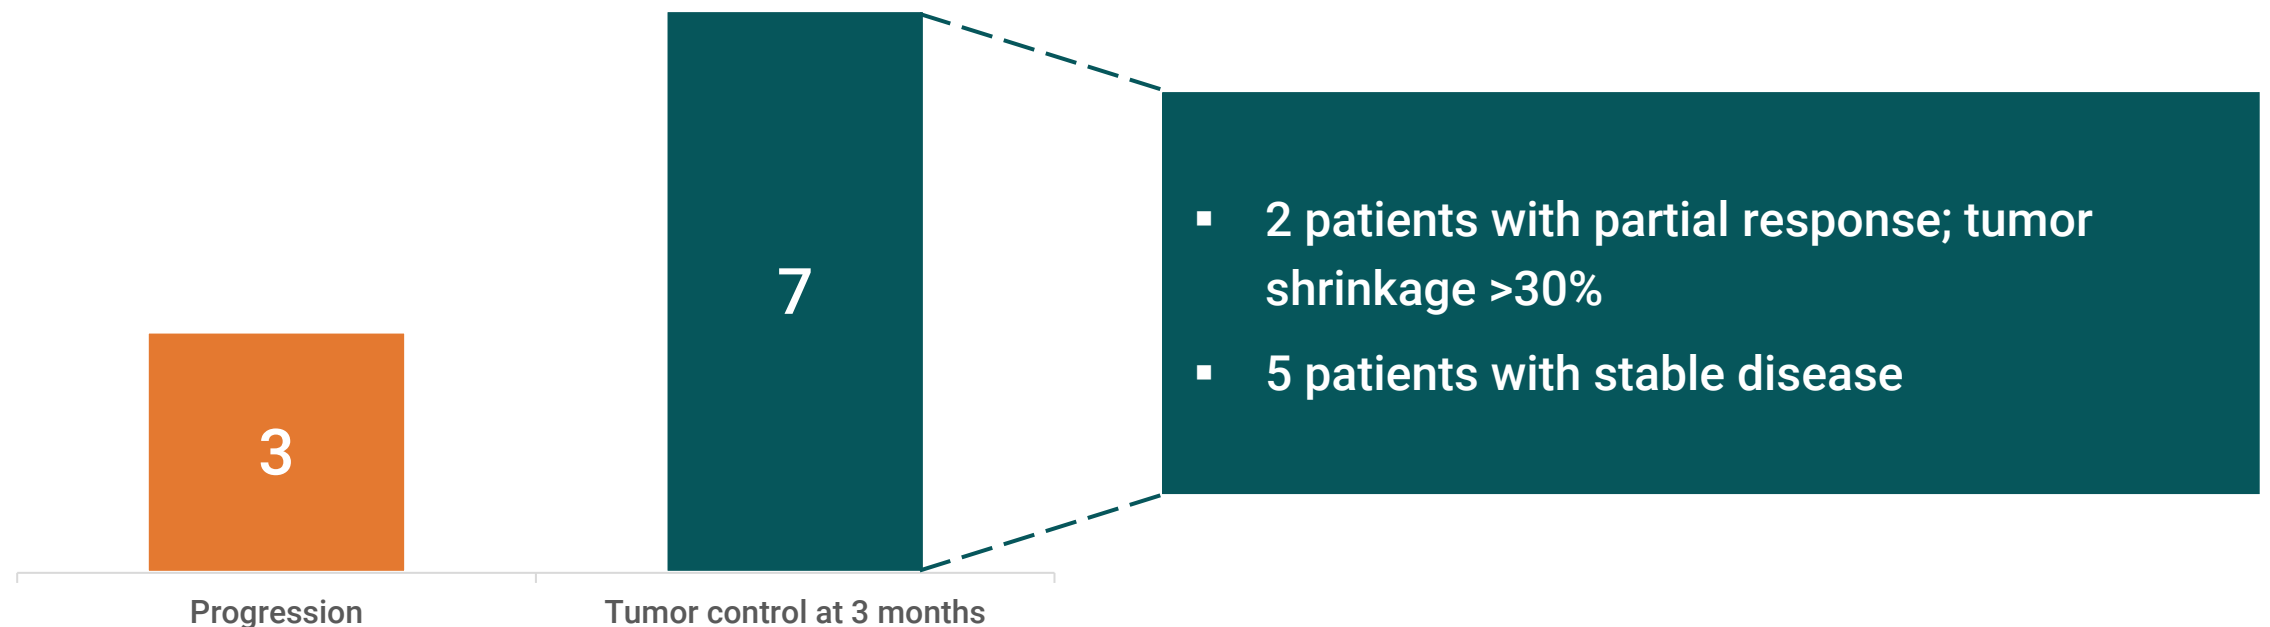 3
7
▪ 2 patients with partial response; tumor
shrinkage >30%
▪ 5 patients with stable disease
Progression
Tumor control at 3 months